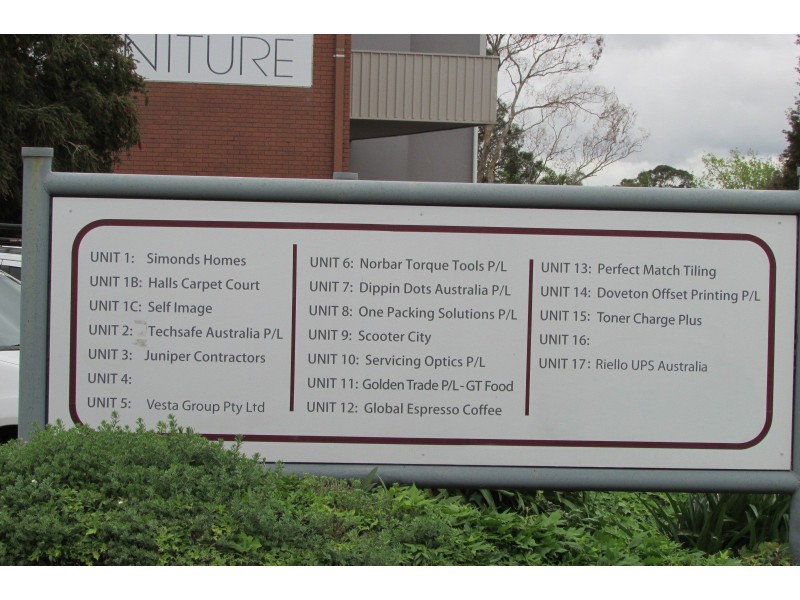 NITURE
UNIT 1: Simonds Homes
UNIT 1B: Halls Carpet Court
UNIT 1C: Self Image
UNIT 2: Techsafe Australia P/L
UNIT 3: Juniper Contractors
UNIT 4:
UNIT 5: Vesta Group Pty Ltd
UNIT 6: Norbar Torque Tools P/L
UNIT 7: Dippin Dots Australia P/L
UNIT 8: One Packing Solutions P/L
UNIT 9: Scooter City
UNIT 10: Servicing Optics P/L
UNIT 11: Golden Trade P/L-GT Food
UNIT 12: Global Espresso Coffee
UNIT 13: Perfect Match Tiling
UNIT 14: Doveton Offset Printing P/L
UNIT 15: Toner Charge Plus
UNIT 16:
UNIT 17: Riello UPS Australia